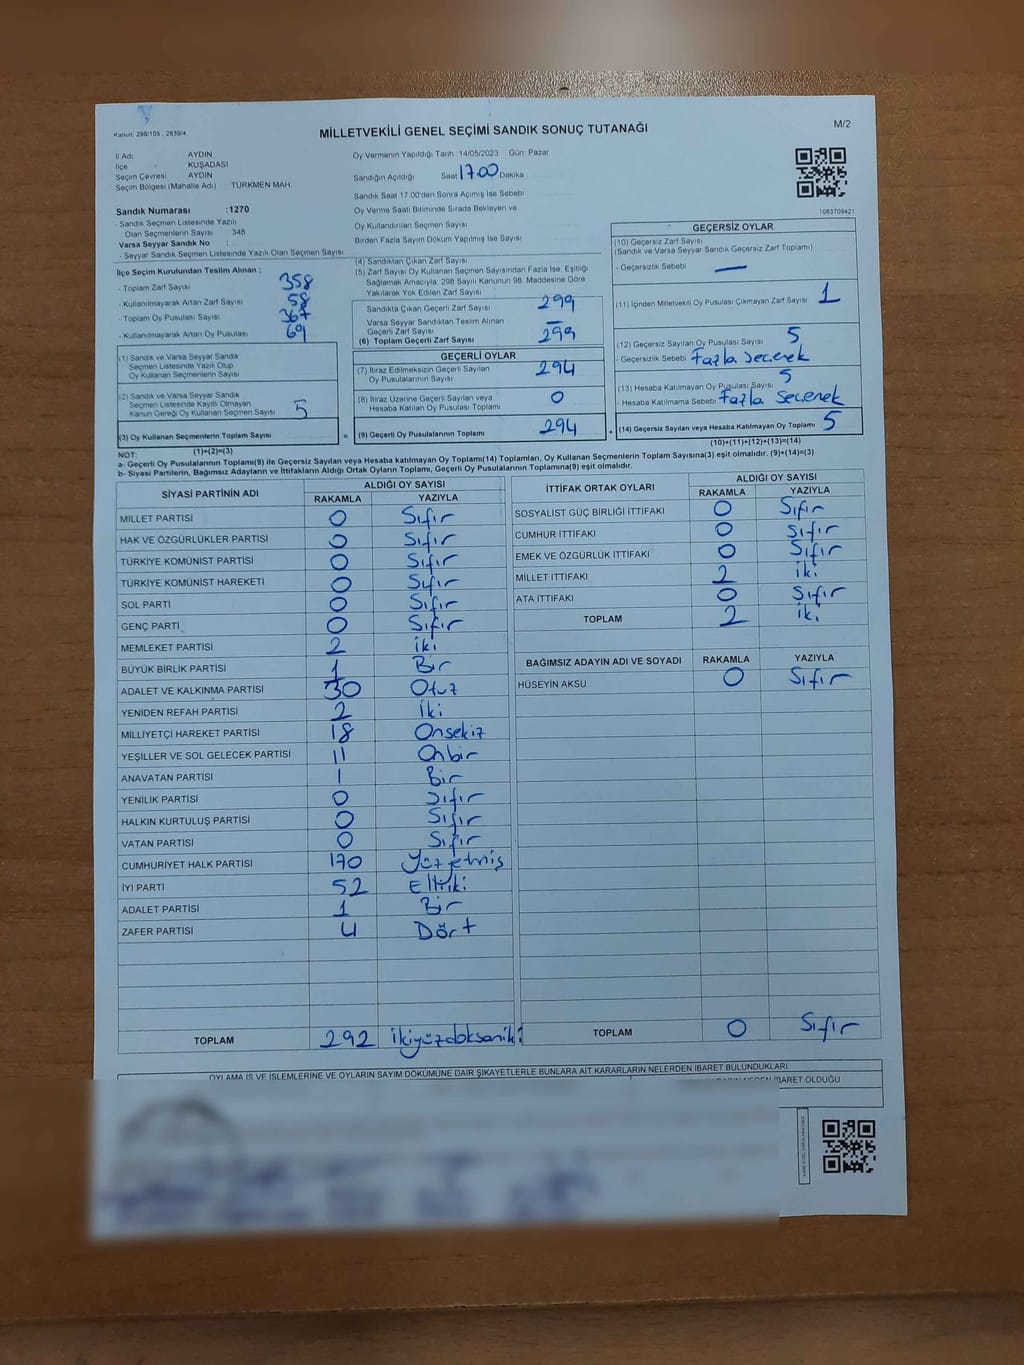 Kanun: 298/105 , 2839/4
MİLLETVEKİLİ GENEL SEÇİMİ SANDIK SONUÇ TUTANAĞI
M/2
İl Adı AYDIN
İlçe KUŞADASI
Seçim Çevresi AYDIN
Seçim Bölgesi (Mahalle Adı) TÜRKMEN MAH.
Oy Vermenin Yapıldığı Tarih 14/05/2023 Gün: Pazar
Sandığın Açıldığı Saat 17.00 Dakika
Sandık Saat 17:00'den Sonra Açılmış İse Sebebi
Oy Verme Saati Bitiminde Sırada Bekleyen ve
Oy Kullandırılan Seçmen Sayısı
Birden Fazla Sayım Döküm Yapılmış İse Sayısı
1083709421
Sandık Numarası : 1270
- Sandık Seçmen Listesinde Yazılı
Olan Seçmenlerin Sayısı 348
Varsa Seyyar Sandık No :
- Seyyar Sandık Seçmen Listesinde Yazılı Olan Seçmen Sayısı
İlçe Seçim Kurulundan Teslim Alınan ;
- Toplam Zarf Sayısı 358
- Kullanılmayarak Artan Zarf Sayısı 58
- Toplam Oy Pusulası Sayısı 367
- Kullanılmayarak Artan Oy Pusulası 69
(1) Sandık ve Varsa Seyyar Sandık
Seçmen Listesinde Yazılı Olup
Oy Kullanan Seçmenlerin Sayısı
(2) Sandık ve Varsa Seyyar Sandık
Seçmen Listesinde Kayıtlı Olmayan
Kanun Gereği Oy Kullanan Seçmen Sayısı 5
(3) Oy Kullanan Seçmenlerin Toplam Sayısı
(1)+(2)=(3)
(4) Sandıktan Çıkan Zarf Sayısı
(5) Zarf Sayısı Oy Kullanan Seçmen Sayısından Fazla İse, Eşitliği
Sağlamak Amacıyla, 298 Sayılı Kanunun 98. Maddesine Göre
Yakılarak Yok Edilen Zarf Sayısı
Sandıkta Çıkan Geçerli Zarf Sayısı 299
Varsa Seyyar Sandıktan Teslim Alınan
Geçerli Zarf Sayısı —
(6) Toplam Geçerli Zarf Sayısı 299
GEÇERLİ OYLAR
(7) İtiraz Edilmeksizin Geçerli Sayılan
Oy Pusulalarının Sayısı 294
(8) İtiraz Üzerine Geçerli Sayılan veya
Hesaba Katılan Oy Pusulası Toplamı 0
= (9) Geçerli Oy Pusulalarının Toplamı 294 +
GEÇERSİZ OYLAR
(10) Geçersiz Zarf Sayısı
(Sandık ve Varsa Seyyar Sandık Geçersiz Zarf Toplamı)
- Geçersizlik Sebebi —
(11) İçinden Milletvekili Oy Pusulası Çıkmayan Zarf Sayısı 1
(12) Geçersiz Sayılan Oy Pusulası Sayısı 5
- Geçersizlik Sebebi Fazla Secenek
(13) Hesaba Katılmayan Oy Pusulası Sayısı 5
- Hesaba Katılmama Sebebi Fazla Secenek
(14) Geçersiz Sayılan veya Hesaba Katılmayan Oy Toplamı 5
(10)+(11)+(12)+(13)=(14)
NOT:
a- Geçerli Oy Pusulalarının Toplamı(9) ile Geçersiz Sayılan veya Hesaba katılmayan Oy Toplamı(14) Toplamları, Oy Kullanan Seçmenlerin Toplam Sayısına(3) eşit olmalıdır. (9)+(14)=(3)
b- Siyasi Partilerin, Bağımsız Adayların ve İttifakların Aldığı Ortak Oyların Toplamı, Geçerli Oy Pusulalarının Toplamına(9) eşit olmalıdır.
SİYASİ PARTİNİN ADI ALDIĞI OY SAYISI
RAKAMLA YAZIYLA
MİLLET PARTİSİ 0 Sıfır
HAK VE ÖZGÜRLÜKLER PARTİSİ 0 Sıfır
TÜRKİYE KOMÜNİST PARTİSİ 0 Sıfır
TÜRKİYE KOMÜNİST HAREKETİ 0 Sıfır
SOL PARTİ 0 Sıfır
GENÇ PARTİ 0 Sıfır
MEMLEKET PARTİSİ 2 iki
BÜYÜK BİRLİK PARTİSİ 1 Bir
ADALET VE KALKINMA PARTİSİ 30 Otuz
YENİDEN REFAH PARTİSİ 2 İki
MİLLİYETÇİ HAREKET PARTİSİ 18 Onsekiz
YEŞİLLER VE SOL GELECEK PARTİSİ 11 Onbir
ANAVATAN PARTİSİ 1 Bir
YENİLİK PARTİSİ 0 Sıfır
HALKIN KURTULUŞ PARTİSİ 0 Sıfır
VATAN PARTİSİ 0 Sıfır
CUMHURİYET HALK PARTİSİ 170 Yüzyetmiş
İYİ PARTİ 52 Elliiki
ADALET PARTİSİ 1 Bir
ZAFER PARTİSİ 4 Dört
TOPLAM 292 ikiyüzdoksaniki
İTTİFAK ORTAK OYLARI ALDIĞI OY SAYISI
RAKAMLA YAZIYLA
SOSYALİST GÜÇ BİRLİĞİ İTTİFAKI 0 Sıfır
CUMHUR İTTİFAKI 0 Sıfır
EMEK VE ÖZGÜRLÜK İTTİFAKI 0 Sıfır
MİLLET İTTİFAKI 2 iki
ATA İTTİFAKI 0 Sıfır
TOPLAM 2 iki
BAĞIMSIZ ADAYIN ADI VE SOYADI RAKAMLA YAZIYLA
HÜSEYİN AKSU 0 Sıfır
TOPLAM 0 Sıfır
OYLAMA İŞ VE İŞLEMLERİNE VE OYLARIN SAYIM DÖKÜMÜNE DAİR ŞİKAYETLERLE BUNLARA AİT KARARLARIN NELERDEN İBARET BULUNDUKLARI
NEDEN İBARET OLDUĞU